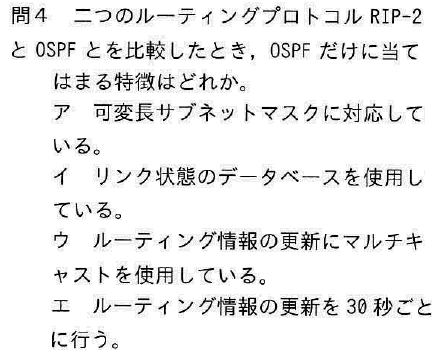 問４　二つのルーティングプロトコル RIP-2
と OSPF とを比較したとき，OSPF だけに当て
はまる特徴はどれか。
ア　可変長サブネットマスクに対応して
いる。
イ　リンク状態のデータベースを使用し
ている。
ウ　ルーティング情報の更新にマルチキ
ャストを使用している。
エ　ルーティング情報の更新を 30 秒ごと
に行う。